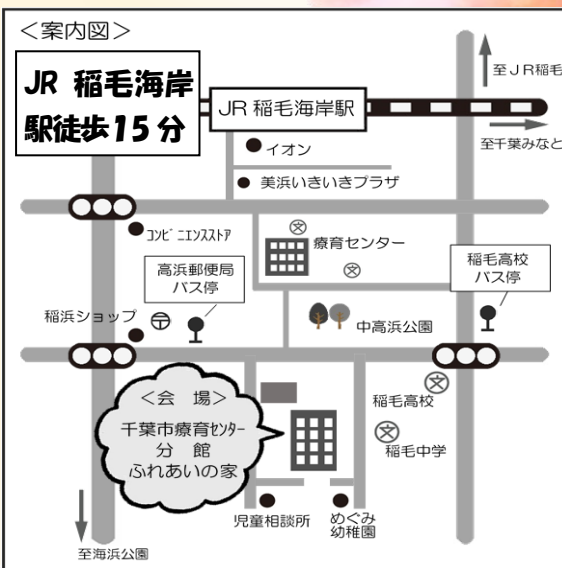 <案内図>
JR 稲毛海岸
駅徒歩15分
JR 稲毛海岸駅
至JR稲毛
至千葉みなと
イオン
美浜いきいきプラザ
ｺﾝﾋﾞﾆｴﾝｽｽﾄｱ
文
療育センター
文
高浜郵便局
バス停
稲毛高校
バス停
稲浜ショップ
〒
中高浜公園
<会 場>
千葉市療育ｾﾝﾀｰ
分 館
ふれあいの家
文
稲毛高校
文
稲毛中学
児童相談所
めぐみ
幼稚園
至海浜公園